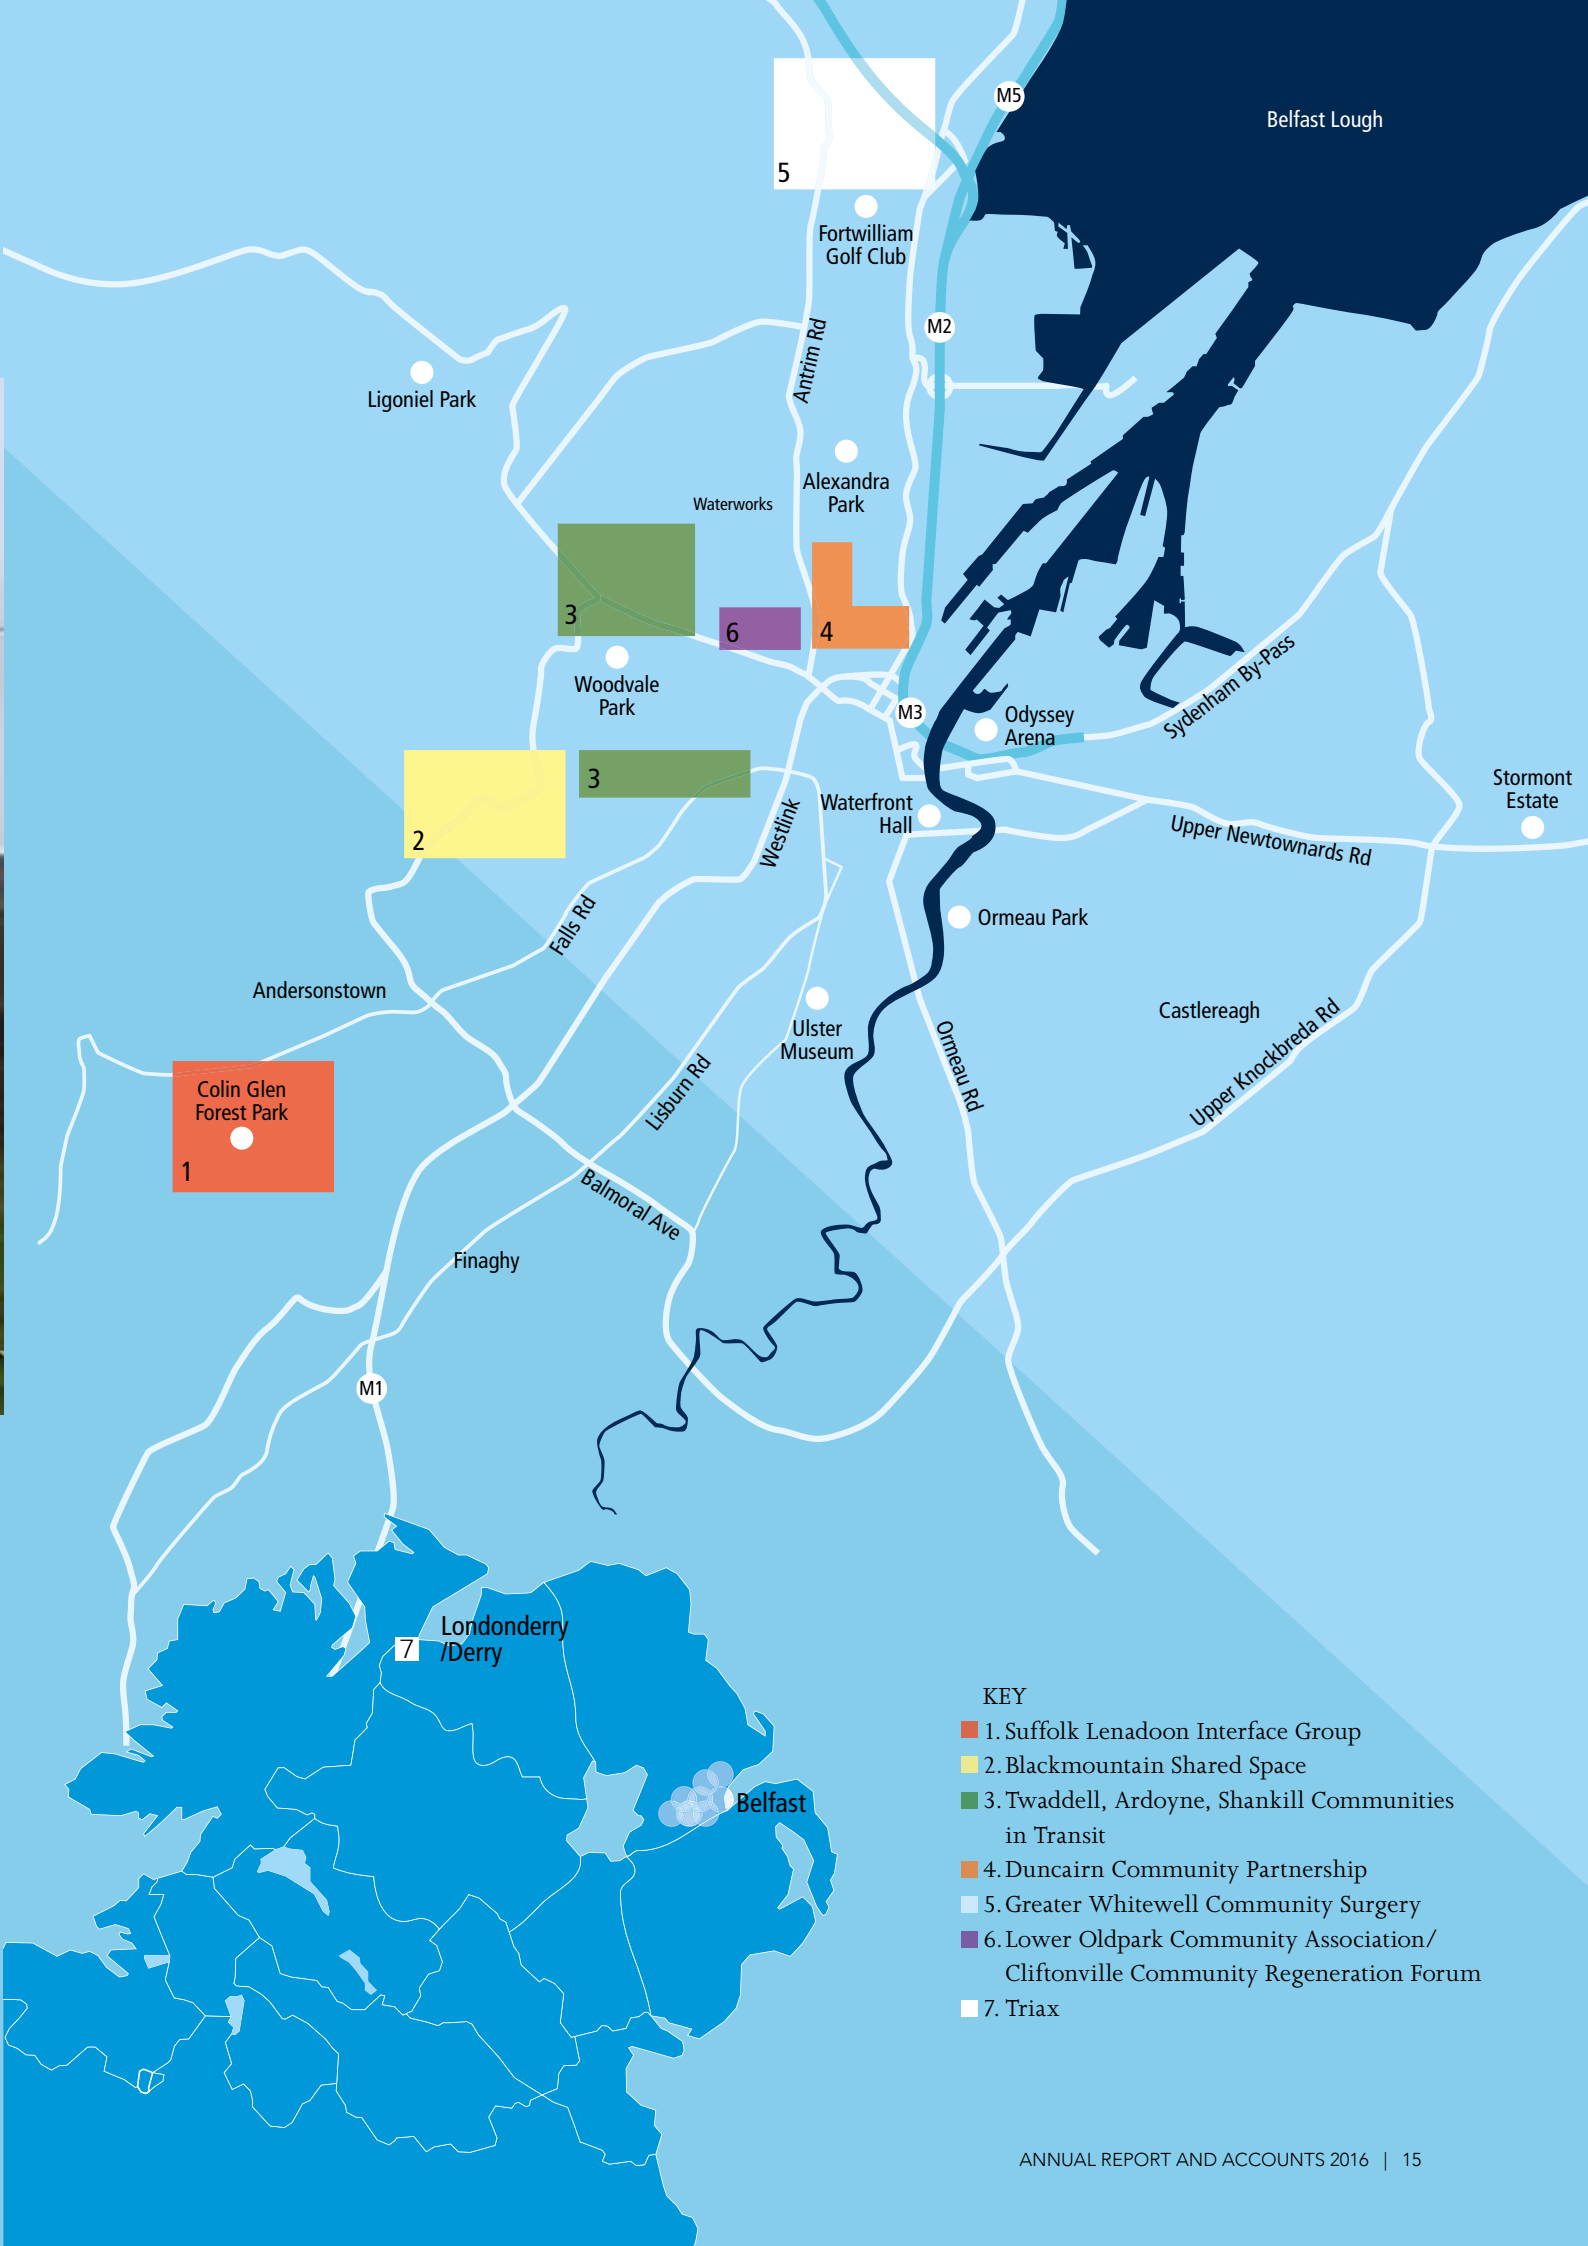 M5
Belfast Lough
5
Fortwilliam
Golf Club
M2
Antrim Rd
Ligoniel Park
Alexandra
Park
Waterworks
3
6
4
Woodvale
Park
M3
Odyssey
Arena
Sydenham By-Pass
3
2
Stormont
Estate
Waterfront
Hall
Westlink
Upper Newtownards Rd
Falls Rd
Ormeau Park
Andersonstown
Castlereagh
Ulster
Museum
Ormeau Rd
Upper Knockbreda Rd
Lisburn Rd
Colin Glen
Forest Park
1
Balmoral Ave
Finaghy
M1
Londonderry
/Derry
7
Belfast
KEY
1. Suffolk Lenadoon Interface Group
2. Blackmountain Shared Space
3. Twaddell, Ardoyne, Shankill Communities
in Transit
4. Duncairn Community Partnership
5. Greater Whitewell Community Surgery
6. Lower Oldpark Community Association/
Cliftonville Community Regeneration Forum
7. Triax
ANNUAL REPORT AND ACCOUNTS 2016 | 15